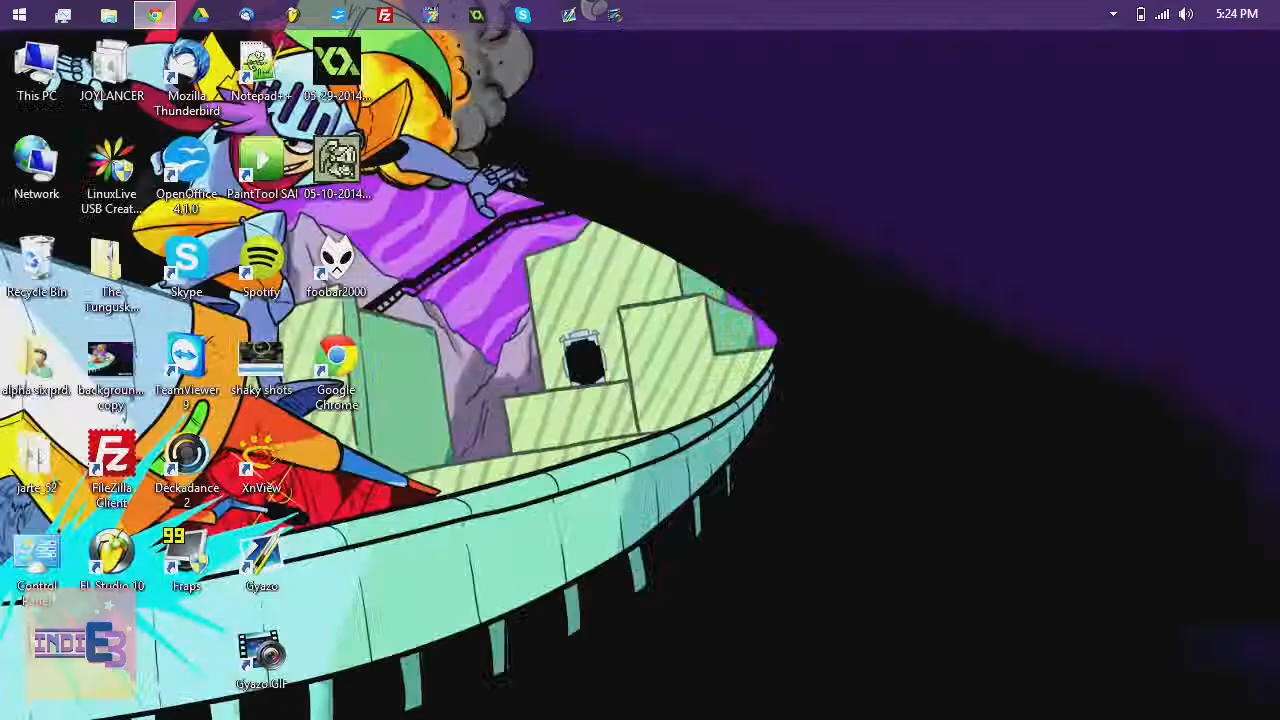 5:24 PM
This PC
JOYLANCER
Mozilla
Thunderbird
Notepad++
05-29-2014...
Network
LinuxLive
USB Creat...
OpenOffice
4.1.0
PaintTool SAI
05-10-2014...
Recycle Bin
The
Tungusk...
Skype
Spotify
foobar2000
alpha sixprd.
backgroun...
copy
TeamViewer
9
shaky shots
Google
Chrome
jarte_52
FileZilla
Client
Deckadance
2
XnView
Control
Panel
FL Studio 10
99
Fraps
Gyazo
INDIE3
Gyazo GIF